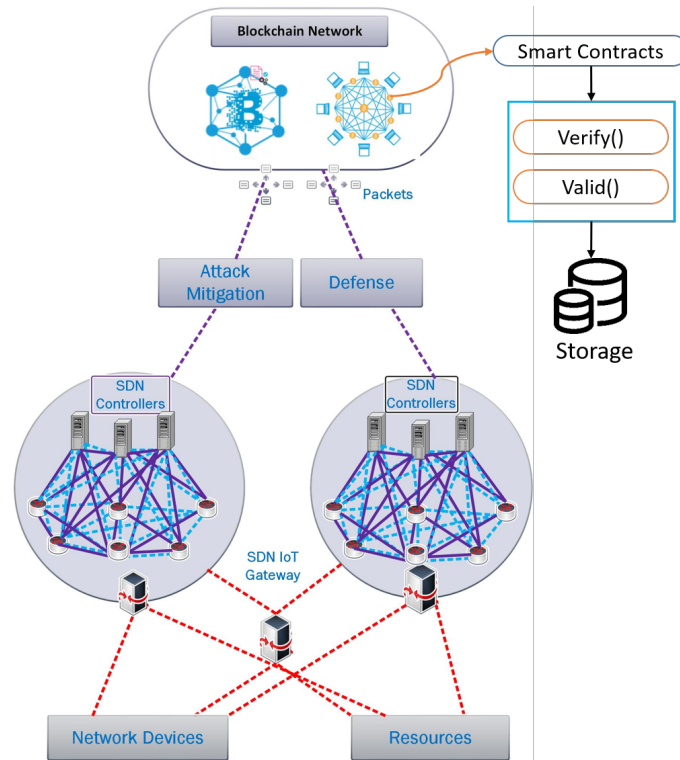 Blockchain Network
Smart Contracts
Verify()
Valid()
Packets
Attack
Mitigation
Defense
Storage
SDN
Controllers
SDN
Controllers
SDN IoT
Gateway
Network Devices
Resources